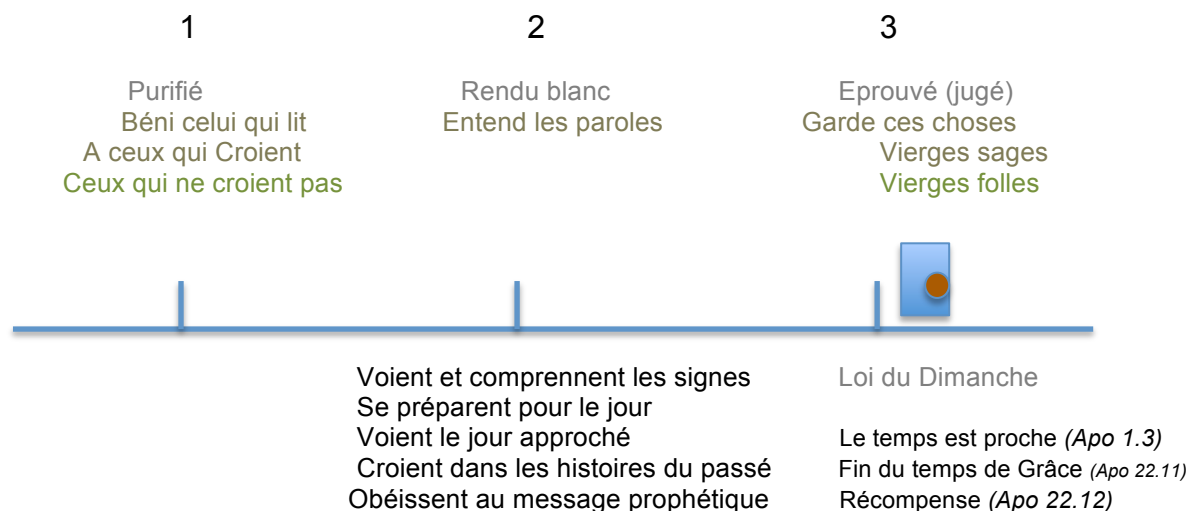 1 2 3
Purifié Rendu blanc Eprouvé (jugé)
Béni celui qui lit Entend les paroles Garde ces choses
A ceux qui Croient Vierges sages
Ceux qui ne croient pas Vierges folles
Voient et comprennent les signes Loi du Dimanche
Se préparent pour le jour
Voient le jour approché Le temps est proche (Apo 1.3)
Croient dans les histoires du passé Fin du temps de Grâce (Apo 22.11)
Obéissent au message prophétique Récompense (Apo 22.12)